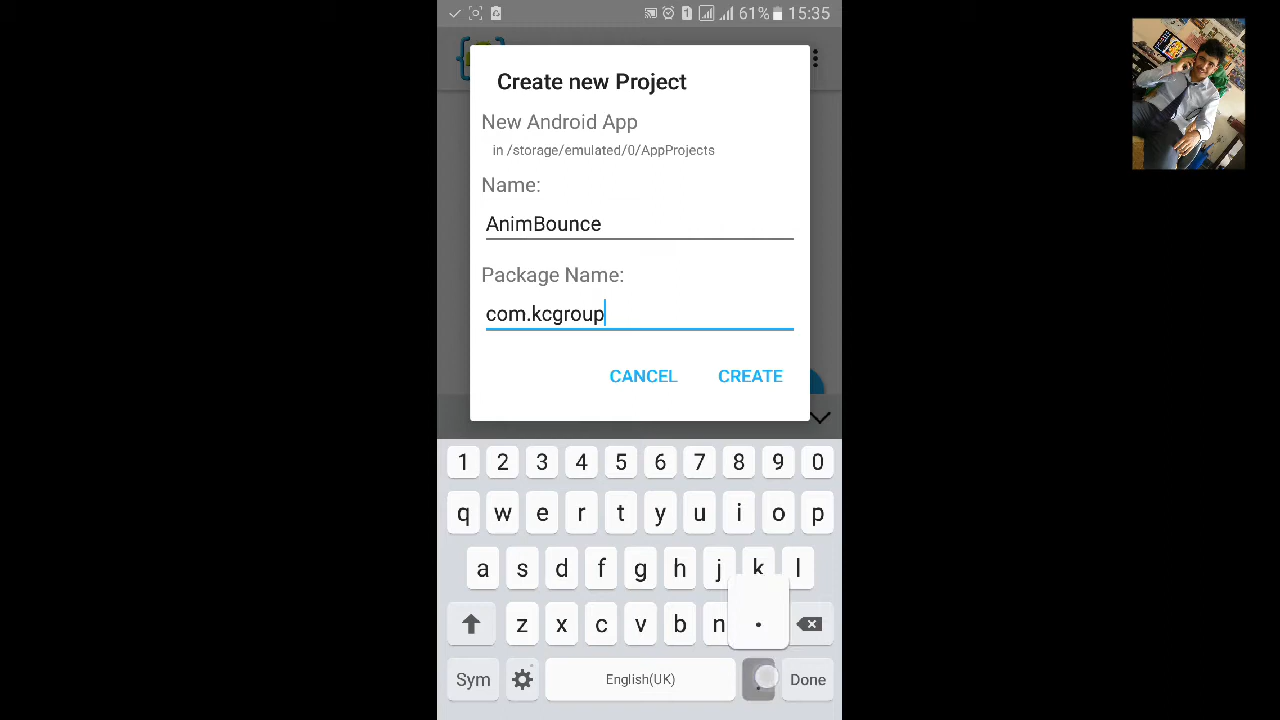 1 61% 15:35
Create new Project
New Android App
in /storage/emulated/0/AppProjects
Name:
AnimBounce
Package Name:
com.kcgroup
CANCEL CREATE
1 2 3 4 5 6 7 8 9 0
q w e r t y u i o p
a s d f g h j k l
z x c v b n .
Sym English(UK) Done